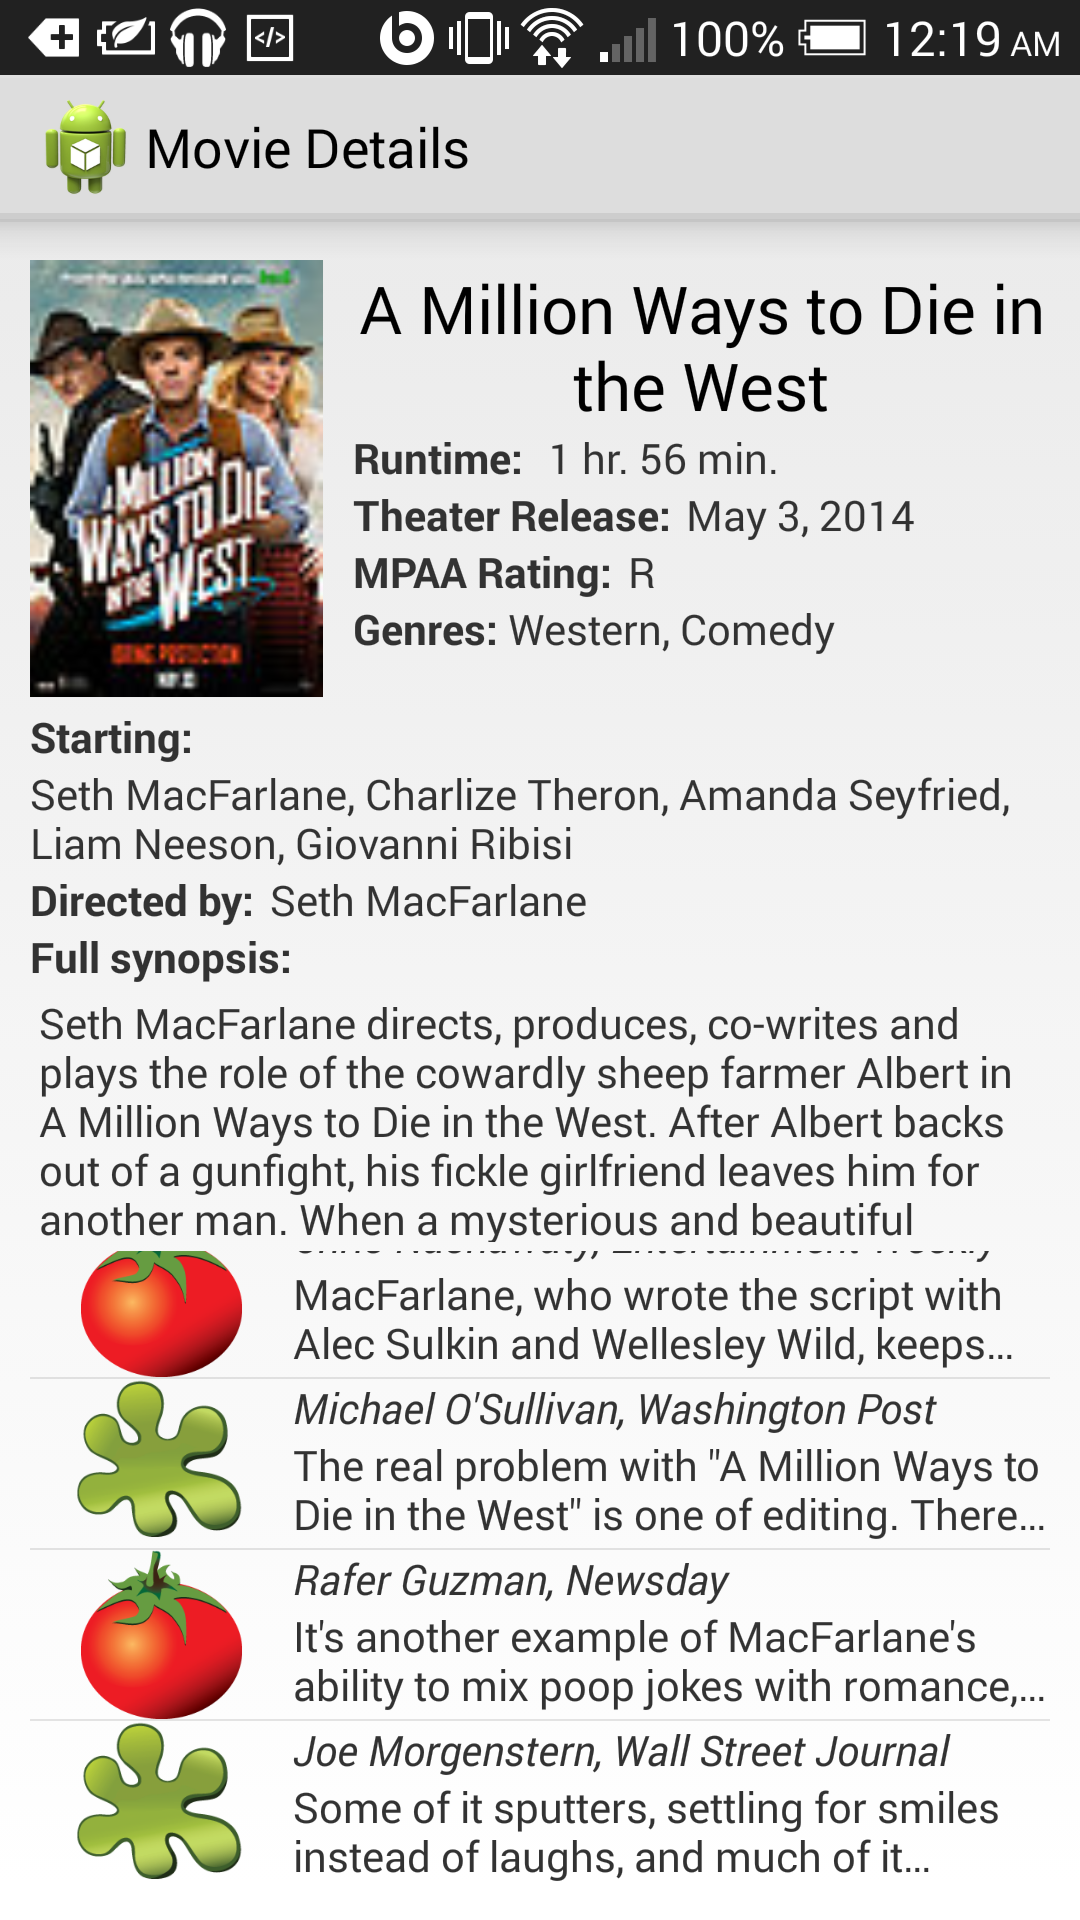 100% 12:19 AM
Movie Details
A Million Ways to Die in
the West
MILLION
WAYS TO DIE
IN THE WEST
Runtime: 1 hr. 56 min.
Theater Release: May 3, 2014
MPAA Rating: R
Genres: Western, Comedy
Starting:
Seth MacFarlane, Charlize Theron, Amanda Seyfried,
Liam Neeson, Giovanni Ribisi
Directed by: Seth MacFarlane
Full synopsis:
Seth MacFarlane directs, produces, co-writes and
plays the role of the cowardly sheep farmer Albert in
A Million Ways to Die in the West. After Albert backs
out of a gunfight, his fickle girlfriend leaves him for
another man. When a mysterious and beautiful
MacFarlane, who wrote the script with
Alec Sulkin and Wellesley Wild, keeps...
Michael O'Sullivan, Washington Post
The real problem with "A Million Ways to
Die in the West" is one of editing. There...
Rafer Guzman, Newsday
It's another example of MacFarlane's
ability to mix poop jokes with romance,...
Joe Morgenstern, Wall Street Journal
Some of it sputters, settling for smiles
instead of laughs, and much of it...